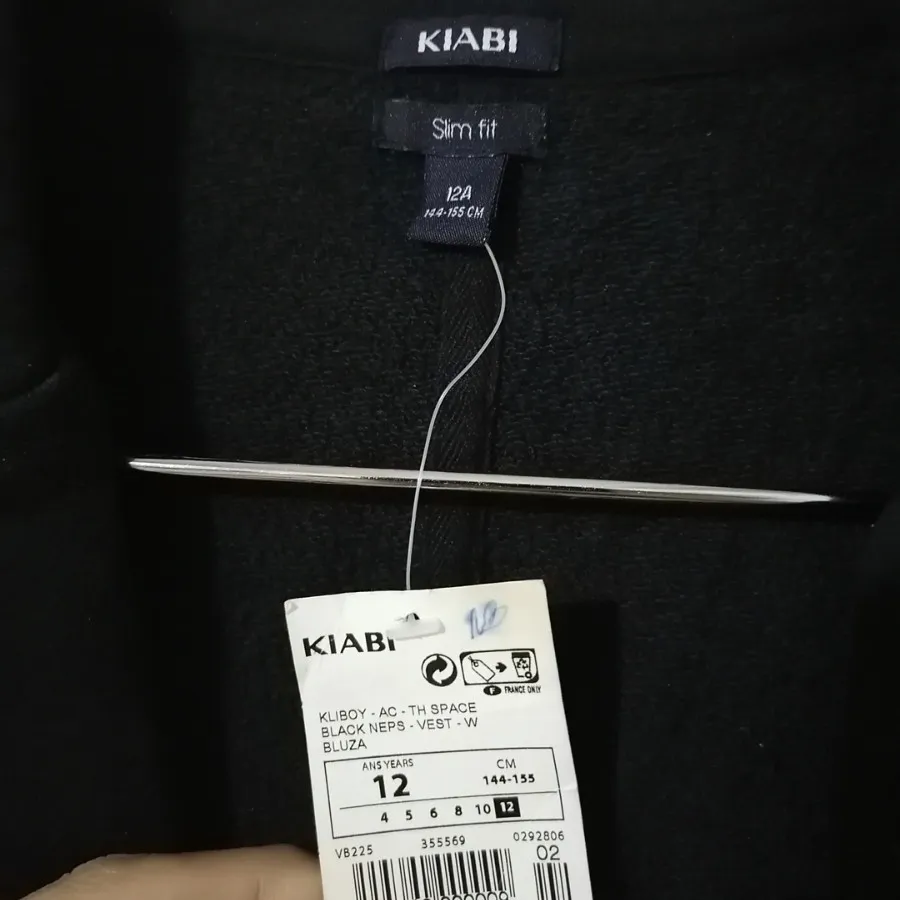 KIABI
Slim fit
12A
144-155 CM
KIABI
F FRANCE ONLY
KLIBOY - AC - TH SPACE
BLACK NEPS - VEST - W
BLUZA
ANS YEARS CM
12 144-155
4 5 6 8 10 12
VB225 355569 0292806
02